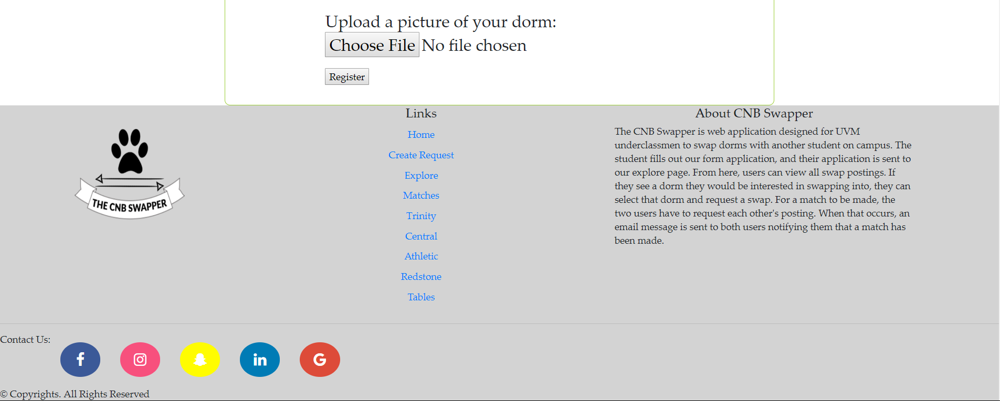 Upload a picture of your dorm:
Choose File No file chosen
Register
THE CNB SWAPPER
Links
Home
Create Request
Explore
Matches
Trinity
Central
Athletic
Redstone
Tables
About CNB Swapper
The CNB Swapper is web application designed for UVM
underclassmen to swap dorms with another student on campus. The
student fills out our form application, and their application is sent to
our explore page. From here, users can view all swap postings. If
they see a dorm they would be interested in swapping into, they can
select that dorm and request a swap. For a match to be made, the
two users have to request each other's posting. When that occurs, an
email message is sent to both users notifying them that a match has
been made.
Contact Us:
© Copyrights. All Rights Reserved